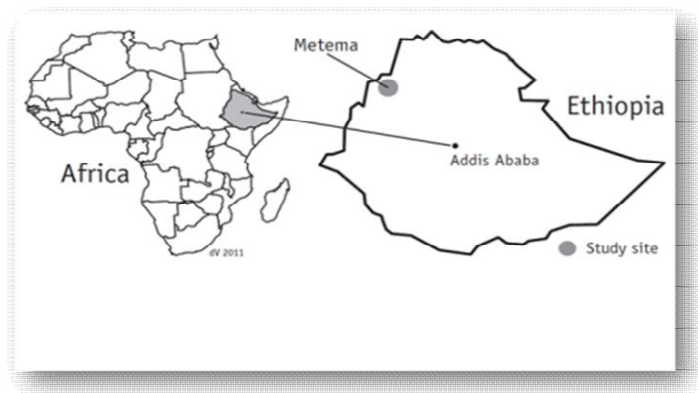 Metema
Ethiopia
Africa
Addis Ababa
Study site
dV 2011